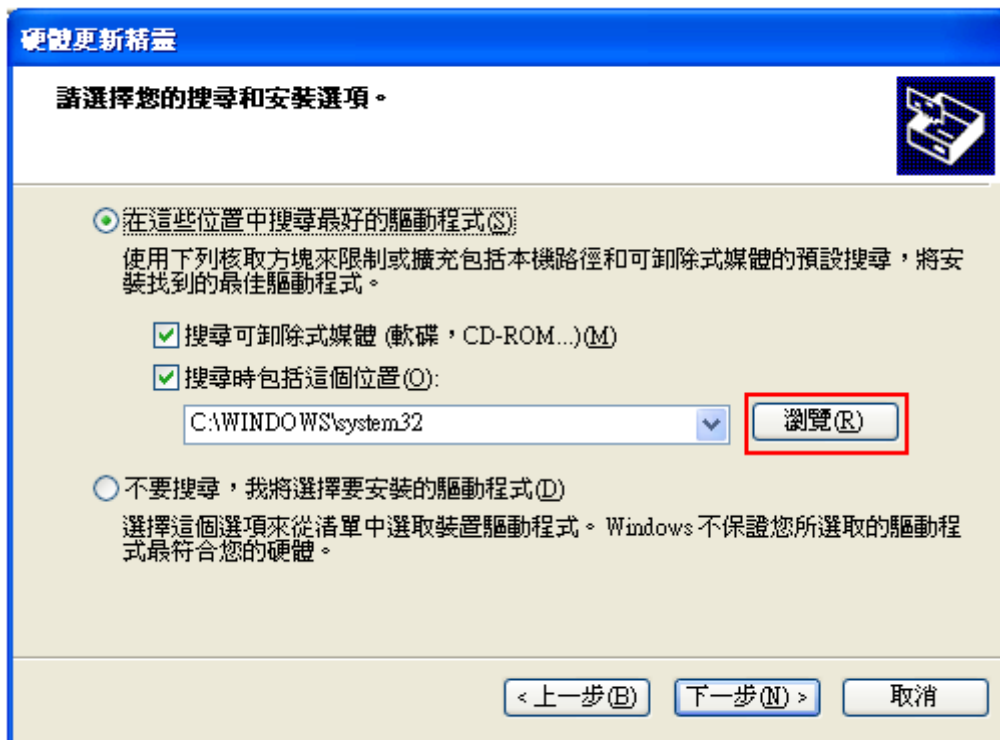 硬體更新精靈
請選擇您的搜尋和安裝選項。
在這些位置中搜尋最好的驅動程式(S)
使用下列核取方塊來限制或擴充包括本機路徑和可卸除式媒體的預設搜尋，將安
裝找到的最佳驅動程式。
搜尋可卸除式媒體 (軟碟，CD-ROM...)(M)
搜尋時包括這個位置(O):
C:\WINDOWS\system32
瀏覽(R)
不要搜尋，我將選擇要安裝的驅動程式(D)
選擇這個選項來從清單中選取裝置驅動程式。Windows 不保證您所選取的驅動程
式最符合您的硬體。
< 上一步(B) 下一步(N) > 取消